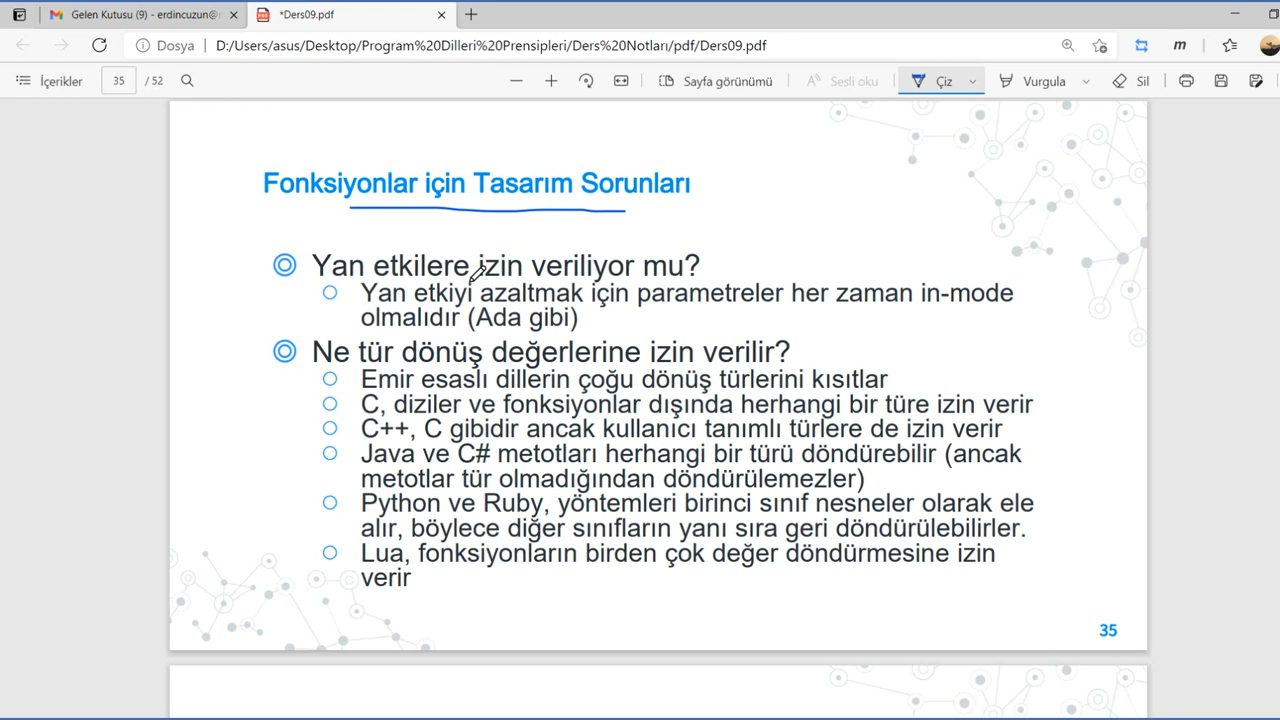 Gelen Kutusu (9) - erdincuzun@
*Ders09.pdf
Dosya
D:/Users/asus/Desktop/Program%20Dilleri%20Prensipleri/Ders%20Notları/pdf/Ders09.pdf
İçerikler
35
/ 52
Sayfa görünümü
Sesli oku
Çiz
Vurgula
Sil
Fonksiyonlar için Tasarım Sorunları
Yan etkilere izin veriliyor mu?
Yan etkiyi azaltmak için parametreler her zaman in-mode
olmalıdır (Ada gibi)
Ne tür dönüş değerlerine izin verilir?
Emir esaslı dillerin çoğu dönüş türlerini kısıtlar
C, diziler ve fonksiyonlar dışında herhangi bir türe izin verir
C++, C gibidir ancak kullanıcı tanımlı türlere de izin verir
Java ve C# metotları herhangi bir türü döndürebilir (ancak
metotlar tür olmadığından döndürülemezler)
Python ve Ruby, yöntemleri birinci sınıf nesneler olarak ele
alır, böylece diğer sınıfların yanı sıra geri döndürülebilirler.
Lua, fonksiyonların birden çok değer döndürmesine izin
verir
35